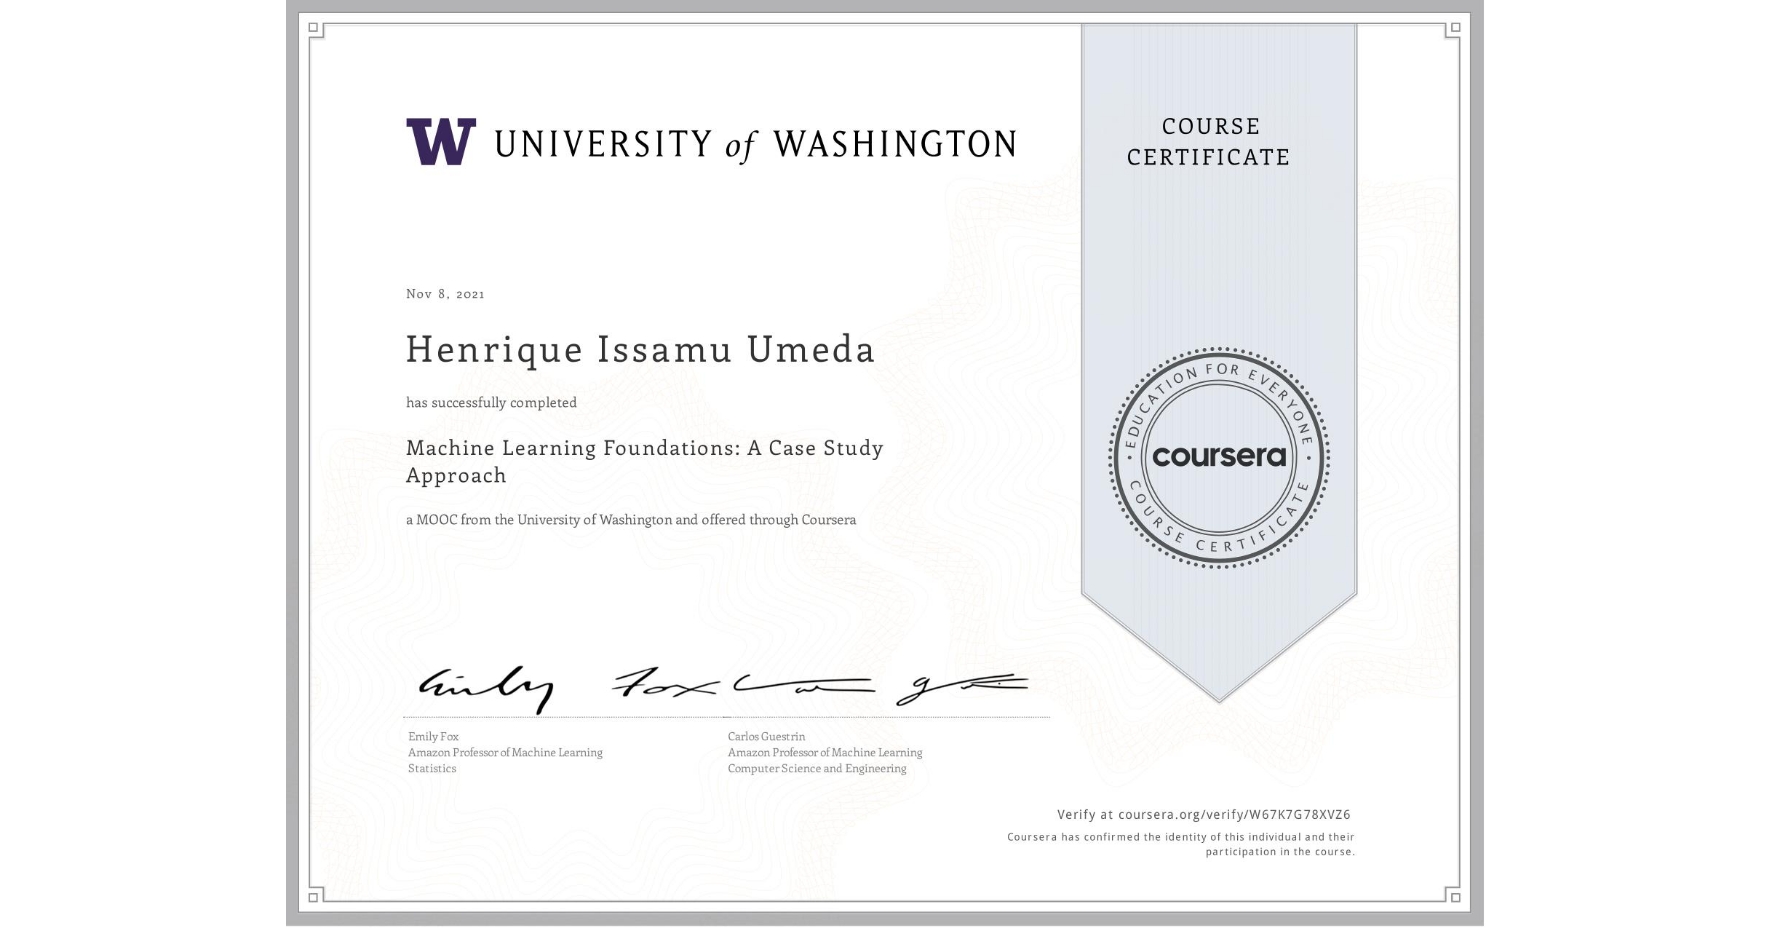 W UNIVERSITY of WASHINGTON
COURSE
CERTIFICATE
Nov 8, 2021
Henrique Issamu Umeda
has successfully completed
Machine Learning Foundations: A Case Study
Approach
a MOOC from the University of Washington and offered through Coursera
EDUCATION FOR EVERYONE
coursera
COURSE CERTIFICATE
Emily Fox
Emily Fox
Amazon Professor of Machine Learning
Statistics
Carlos Guestrin
Amazon Professor of Machine Learning
Computer Science and Engineering
Verify at coursera.org/verify/W67K7G78XVZ6
Coursera has confirmed the identity of this individual and their
participation in the course.